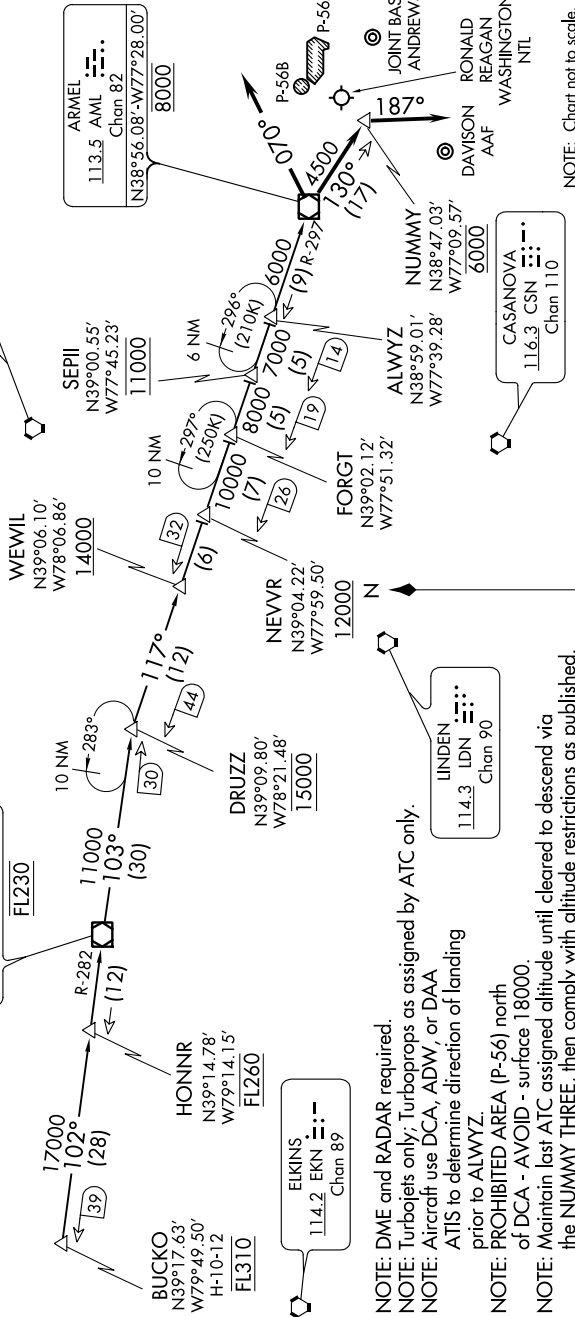 BUCKO
N39°17.63'
W79°49.50'
H-10-12
FL310
39
17000
102°
(28)
HONNR
N39°14.78'
W79°14.15'
FL260
R-282
(12)
FL230
11000
103°
(30)
10 NM
283°
30
DRUZZ
N39°09.80'
W78°21.48'
15000
44
117°
(12)
WEWIL
N39°06.10'
W78°06.86'
14000
32
(6)
NEVVR
N39°04.22'
W77°59.50'
12000
26
10000
(7)
10 NM
297°
(250K)
FORGT
N39°02.12'
W77°51.32'
19
8000
(5)
SEPII
N39°00.55'
W77°45.23'
11000
14
7000
(5)
6 NM
296°
(210K)
ALWYZ
N38°59.01'
W77°39.28'
6000
(9)
R-297
ARMEL
113.5 AML
Chan 82
N38°56.08'-W77°28.00'
8000
070°
4500
130°
(17)
NUMMY
N38°47.03'
W77°09.57'
6000
187°
P-56B
P-56
JOINT BAS
ANDREW
RONALD
REAGAN
WASHINGTON
NTL
DAVISON
AAF
CASANOVA
116.3 CSN
Chan 110
N
LINDEN
114.3 LDN
Chan 90
ELKINS
114.2 EKN
Chan 89
NOTE: DME and RADAR required.
NOTE: Turbojets only; Turboprops as assigned by ATC only.
NOTE: Aircraft use DCA, ADW, or DAA
ATIS to determine direction of landing
prior to ALWYZ.
NOTE: PROHIBITED AREA (P-56) north
of DCA - AVOID - surface 18000.
NOTE: Maintain last ATC assigned altitude until cleared to descend via
the NUMMY THREE, then comply with altitude restrictions as published.
NOTE: Chart not to scale.